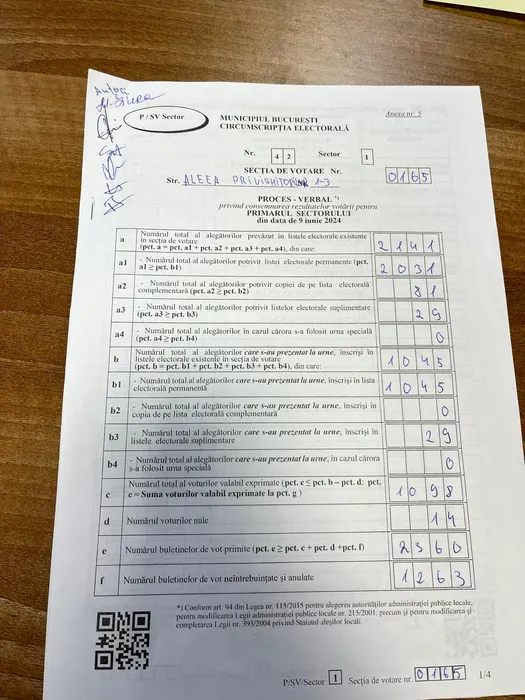 Anexa nr. 5
P / SV Sector
MUNICIPIUL BUCUREȘTI
CIRCUMSCRIPȚIA ELECTORALĂ
Nr. 4 2 Sector 1
SECȚIA DE VOTARE Nr. 0165
Str. ALEEA PRIVIGHETORILOR 1-3
PROCES - VERBAL *)
privind consemnarea rezultatelor votării pentru
PRIMARUL SECTORULUI
din data de 9 iunie 2024
a Numărul total al alegătorilor prevăzut în listele electorale existente
în secția de votare
(pct. a = pct. a1 + pct. a2 + pct. a3 + pct. a4), din care: 2141
a1 - Numărul total al alegătorilor potrivit listei electorale permanente (pct.
a1 ≥ pct. b1) 2031
a2 - Numărul total al alegătorilor potrivit copiei de pe lista electorală
complementară (pct. a2 ≥ pct. b2) 81
a3 - Numărul total al alegătorilor potrivit listelor electorale suplimentare
(pct. a3 ≥ pct. b3) 29
a4 - Numărul total al alegătorilor în cazul cărora s-a folosit urna specială
(pct. a4 ≥ pct. b4) 0
b Numărul total al alegătorilor care s-au prezentat la urne, înscriși în
listele electorale existente în secția de votare
(pct. b = pct. b1 + pct. b2 + pct. b3 + pct. b4), din care: 1045
b1 - Numărul total al alegătorilor care s-au prezentat la urne, înscriși în lista
electorală permanentă 1045
b2 - Numărul total al alegătorilor care s-au prezentat la urne, înscriși în
copia de pe lista electorală complementară 0
b3 - Numărul total al alegătorilor care s-au prezentat la urne, înscriși în
listele electorale suplimentare 29
b4 - Numărul total al alegătorilor care s-au prezentat la urne, în cazul cărora
s-a folosit urna specială 0
c Numărul total al voturilor valabil exprimate (pct. c ≤ pct. b – pct. d; pct.
c = Suma voturilor valabil exprimate la pct. g ) 1098
d Numărul voturilor nule 14
e Numărul buletinelor de vot primite (pct. e ≥ pct. c + pct. d +pct. f) 2360
f Numărul buletinelor de vot neîntrebuințate și anulate 1263
*) Conform art. 94 din Legea nr. 115/2015 pentru alegerea autorităților administrației publice locale,
pentru modificarea Legii administrației publice locale nr. 215/2001, precum și pentru modificarea și
completarea Legii nr. 393/2004 privind Statutul aleșilor locali.
P/SV/Sector 1 Secția de votare nr. 0165 1/4